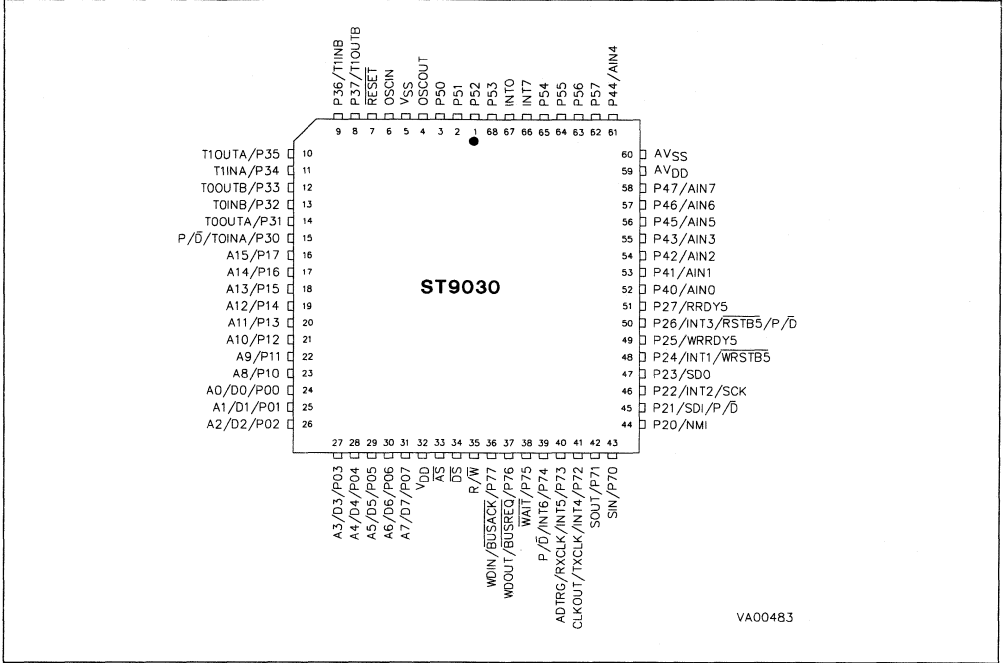 P36/T1INB
P37/T1OUTB
RESET
OSCIN
VSS
OSCOUT
P50
P51
P52
P53
INT0
INT7
P54
P55
P56
P57
P44/AIN4
9 8 7 6 5 4 3 2 1 68 67 66 65 64 63 62 61
T1OUTA/P35 10
T1INA/P34 11
T0OUTB/P33 12
T0INB/P32 13
T0OUTA/P31 14
P/D̅/T0INA/P30 15
A15/P17 16
A14/P16 17
A13/P15 18
A12/P14 19
A11/P13 20
A10/P12 21
A9/P11 22
A8/P10 23
A0/D0/P00 24
A1/D1/P01 25
A2/D2/P02 26
ST9030
60 AVSS
59 AVDD
58 P47/AIN7
57 P46/AIN6
56 P45/AIN5
55 P43/AIN3
54 P42/AIN2
53 P41/AIN1
52 P40/AIN0
51 P27/RRDY5
50 P26/INT3/RSTB5/P/D̅
49 P25/WRRDY5
48 P24/INT1/WRSTB5
47 P23/SDO
46 P22/INT2/SCK
45 P21/SDI/P/D̅
44 P20/NMI
27 28 29 30 31 32 33 34 35 36 37 38 39 40 41 42 43
A3/D3/P03
A4/D4/P04
A5/D5/P05
A6/D6/P06
A7/D7/P07
VDD
AS
DS
R/W̅
WDIN/BUSACK/P77
WDOUT/BUSREQ/P76
WAIT/P75
P/D̅/INT6/P74
ADTRG/RXCLK/INT5/P73
CLKOUT/TXCLK/INT4/P72
SOUT/P71
SIN/P70
VA00483